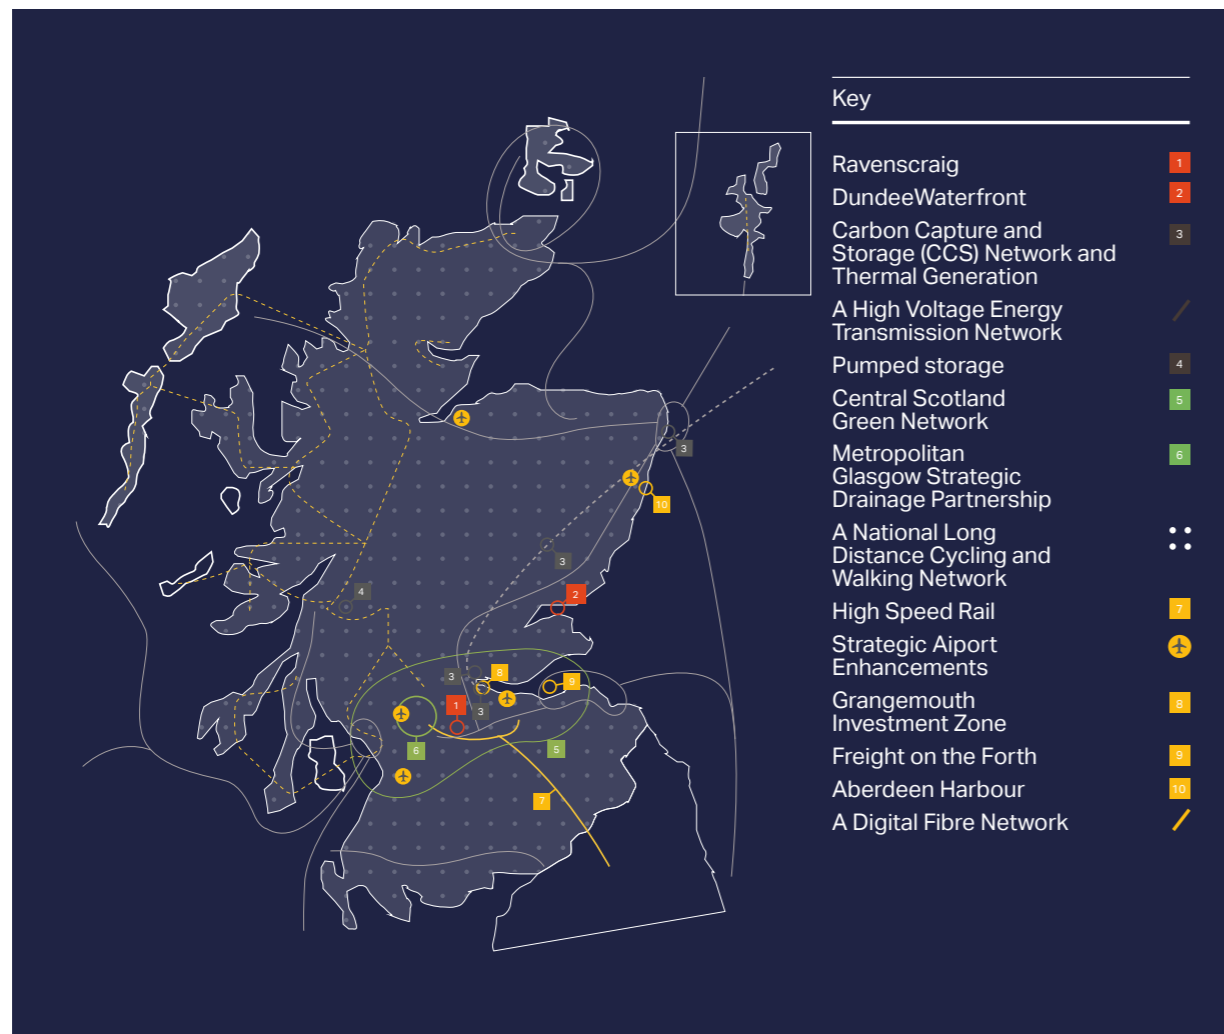 Key
Ravenscraig 1
DundeeWaterfront 2
Carbon Capture and 3
Storage (CCS) Network and
Thermal Generation
A High Voltage Energy
Transmission Network
Pumped storage 4
Central Scotland 5
Green Network
Metropolitan 6
Glasgow Strategic
Drainage Partnership
A National Long
Distance Cycling and
Walking Network
High Speed Rail 7
Strategic Aiport
Enhancements
Grangemouth 8
Investment Zone
Freight on the Forth 9
Aberdeen Harbour 10
A Digital Fibre Network
3
10
3
4
2
3
8
9
1
3
6
5
7